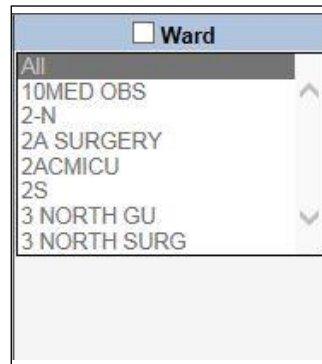 Ward
All
10MED OBS
2-N
2A SURGERY
2ACMICU
2S
3 NORTH GU
3 NORTH SURG